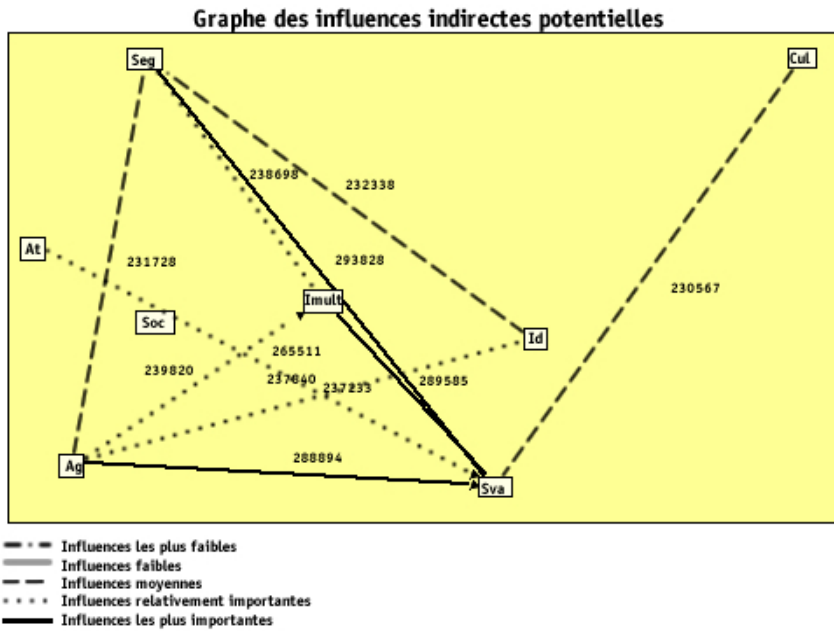 Graphe des influences indirectes potentielles
Seg
Cul
238698
232338
At
231728
293828
230567
Imult
Soc
Id
265511
239820
237840
237233
289585
288894
Ag
Sva
Influences les plus faibles
Influences faibles
Influences moyennes
Influences relativement importantes
Influences les plus importantes